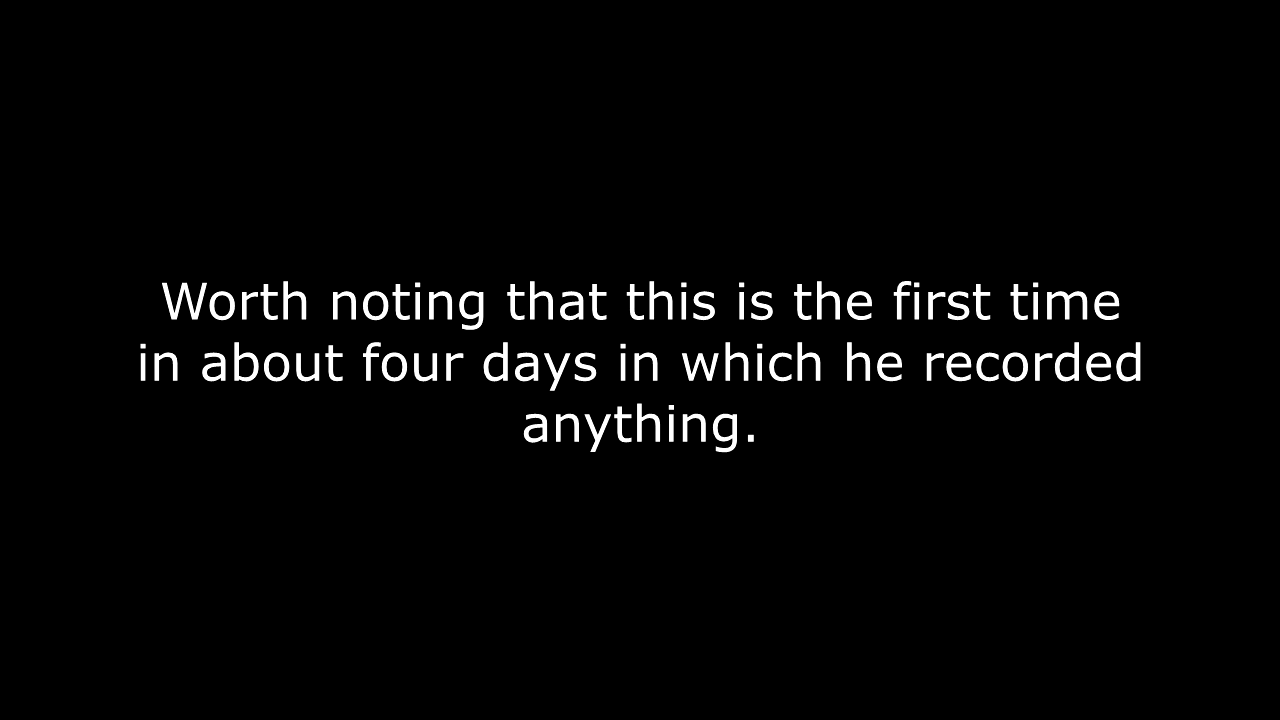 Worth noting that this is the first time
in about four days in which he recorded
anything.